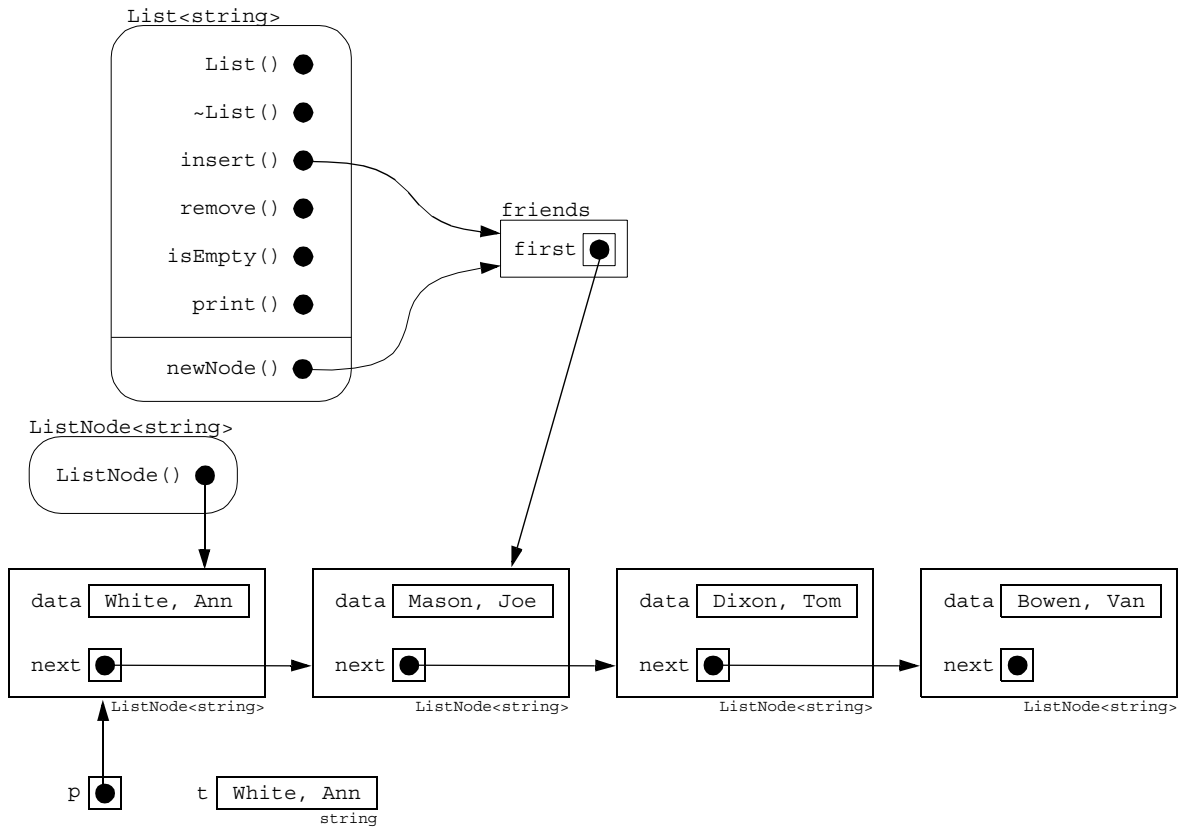 List<string>
List()
~List()
insert()
remove()
isEmpty()
print()
newNode()
friends
first
ListNode<string>
ListNode()
data White, Ann
next
ListNode<string>
data Mason, Joe
next
ListNode<string>
data Dixon, Tom
next
ListNode<string>
data Bowen, Van
next
ListNode<string>
p
t White, Ann
string